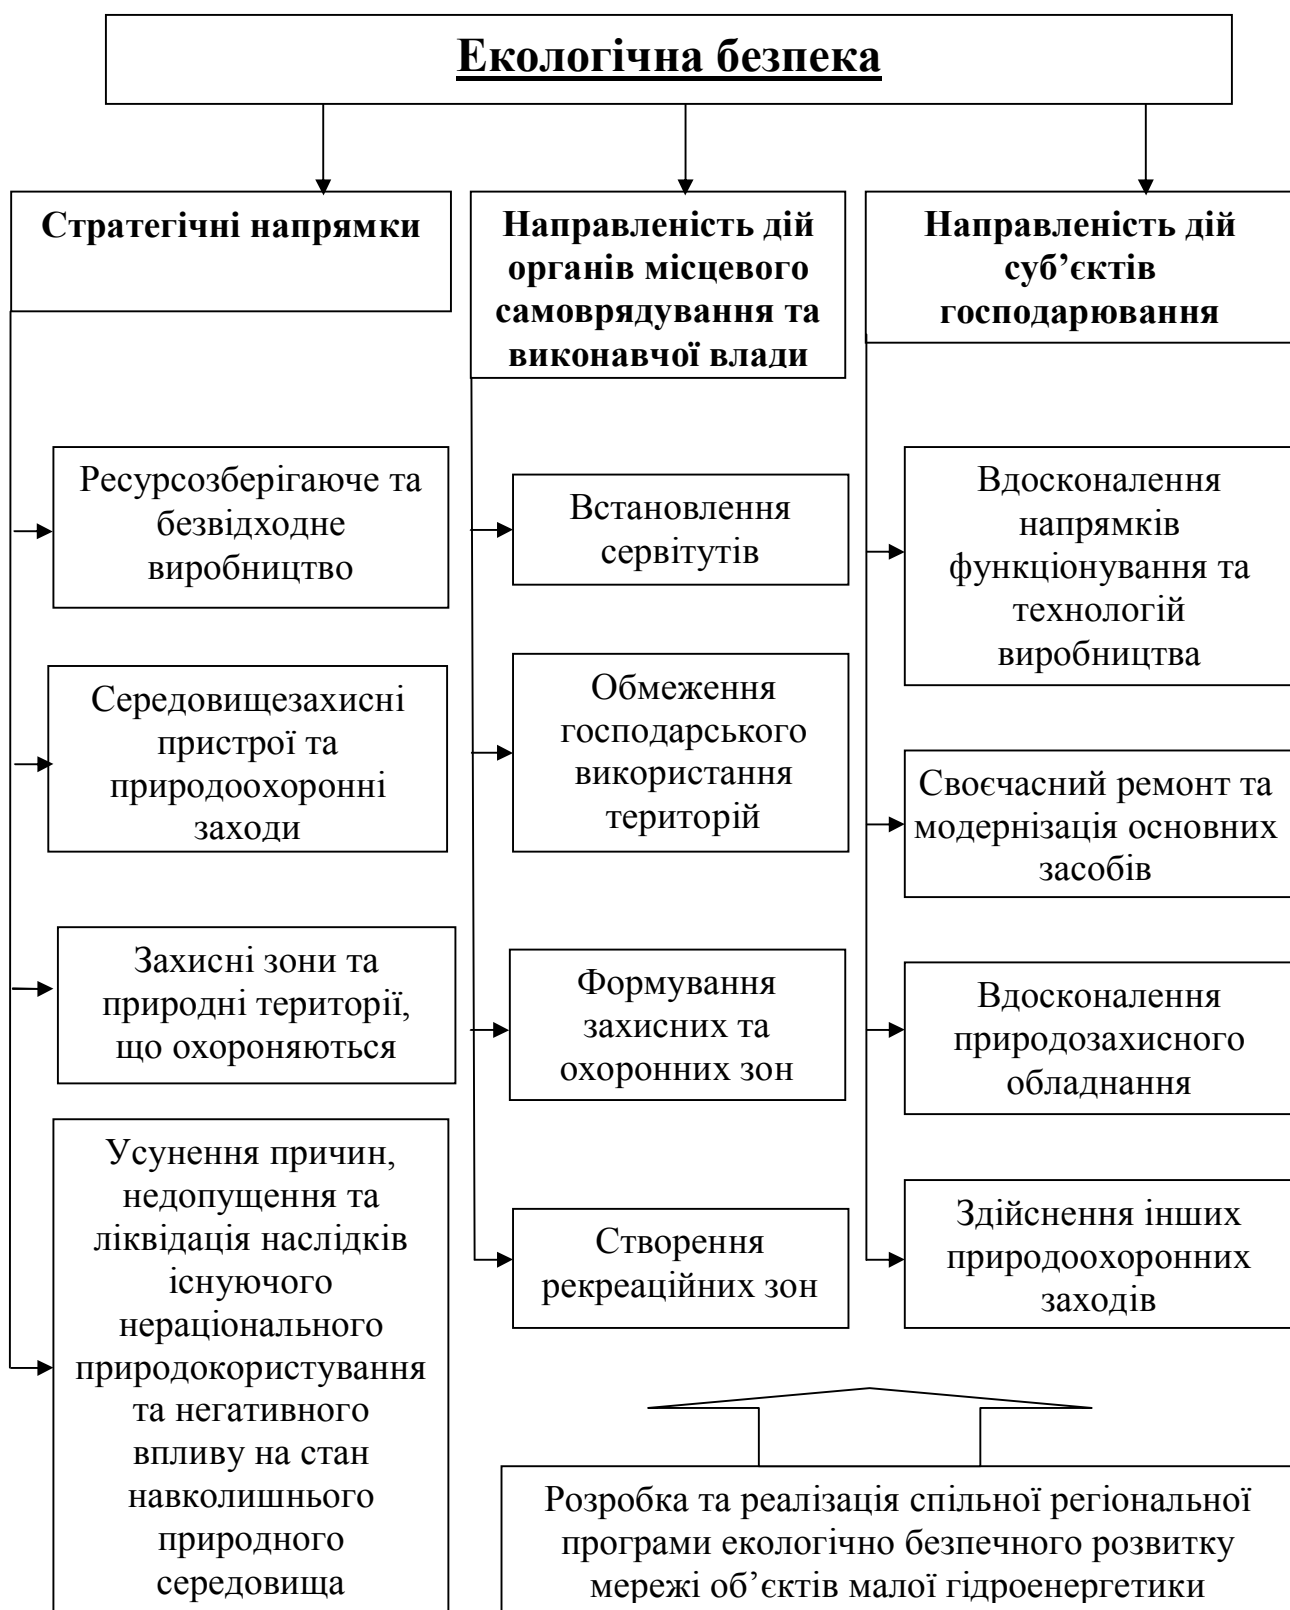 Екологічна безпека
Стратегічні напрямки
Направленість дій
органів місцевого
самоврядування та
виконавчої влади
Направленість дій
суб’єктів
господарювання
Ресурсозберігаюче та
безвідходне
виробництво
Середовищезахисні
пристрої та
природоохоронні
заходи
Захисні зони та
природні території,
що охороняються
Усунення причин,
недопущення та
ліквідація наслідків
існуючого
нераціонального
природокористування
та негативного
впливу на стан
навколишнього
природного
середовища
Встановлення
сервітутів
Обмеження
господарського
використання
територій
Формування
захисних та
охоронних зон
Створення
рекреаційних зон
Вдосконалення
напрямків
функціонування та
технологій
виробництва
Своєчасний ремонт та
модернізація основних
засобів
Вдосконалення
природозахисного
обладнання
Здійснення інших
природоохоронних
заходів
Розробка та реалізація спільної регіональної
програми екологічно безпечного розвитку
мережі об’єктів малої гідроенергетики